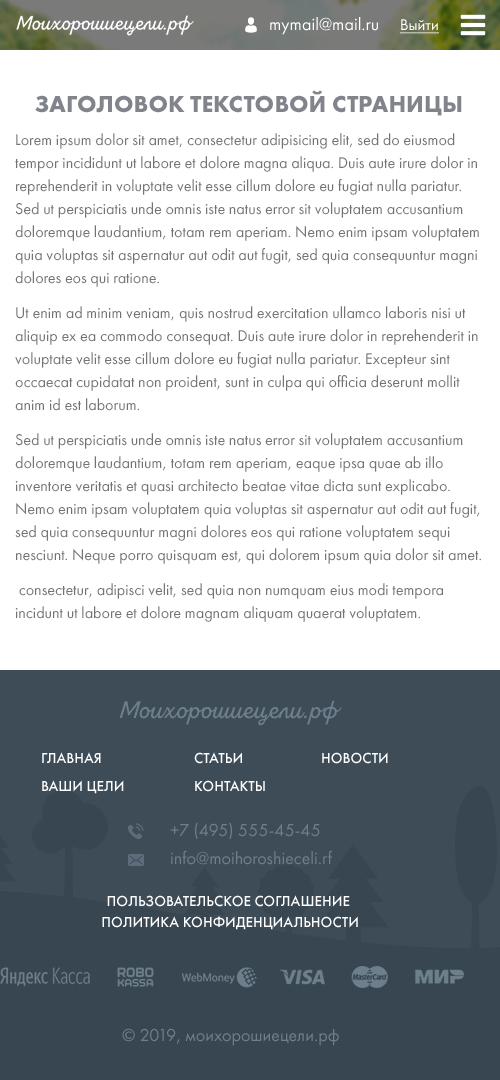 Моихорошиецели.рф mymail@mail.ru Выйти
ЗАГОЛОВОК ТЕКСТОВОЙ СТРАНИЦЫ
Lorem ipsum dolor sit amet, consectetur adipisicing elit, sed do eiusmod
tempor incididunt ut labore et dolore magna aliqua. Duis aute irure dolor in
reprehenderit in voluptate velit esse cillum dolore eu fugiat nulla pariatur.
Sed ut perspiciatis unde omnis iste natus error sit voluptatem accusantium
doloremque laudantium, totam rem aperiam. Nemo enim ipsam voluptatem
quia voluptas sit aspernatur aut odit aut fugit, sed quia consequuntur magni
dolores eos qui ratione.
Ut enim ad minim veniam, quis nostrud exercitation ullamco laboris nisi ut
aliquip ex ea commodo consequat. Duis aute irure dolor in reprehenderit in
voluptate velit esse cillum dolore eu fugiat nulla pariatur. Excepteur sint
occaecat cupidatat non proident, sunt in culpa qui officia deserunt mollit
anim id est laborum.
Sed ut perspiciatis unde omnis iste natus error sit voluptatem accusantium
doloremque laudantium, totam rem aperiam, eaque ipsa quae ab illo
inventore veritatis et quasi architecto beatae vitae dicta sunt explicabo.
Nemo enim ipsam voluptatem quia voluptas sit aspernatur aut odit aut fugit,
sed quia consequuntur magni dolores eos qui ratione voluptatem sequi
nesciunt. Neque porro quisquam est, qui dolorem ipsum quia dolor sit amet.
consectetur, adipisci velit, sed quia non numquam eius modi tempora
incidunt ut labore et dolore magnam aliquam quaerat voluptatem.
Моихорошиецели.рф
ГЛАВНАЯ СТАТЬИ НОВОСТИ
ВАШИ ЦЕЛИ КОНТАКТЫ
+7 (495) 555-45-45
info@moihoroshieceli.rf
ПОЛЬЗОВАТЕЛЬСКОЕ СОГЛАШЕНИЕ
ПОЛИТИКА КОНФИДЕНЦИАЛЬНОСТИ
Яндекс Касса ROBO KASSA WebMoney VISA MasterCard МИР
© 2019, моихорошиецели.рф